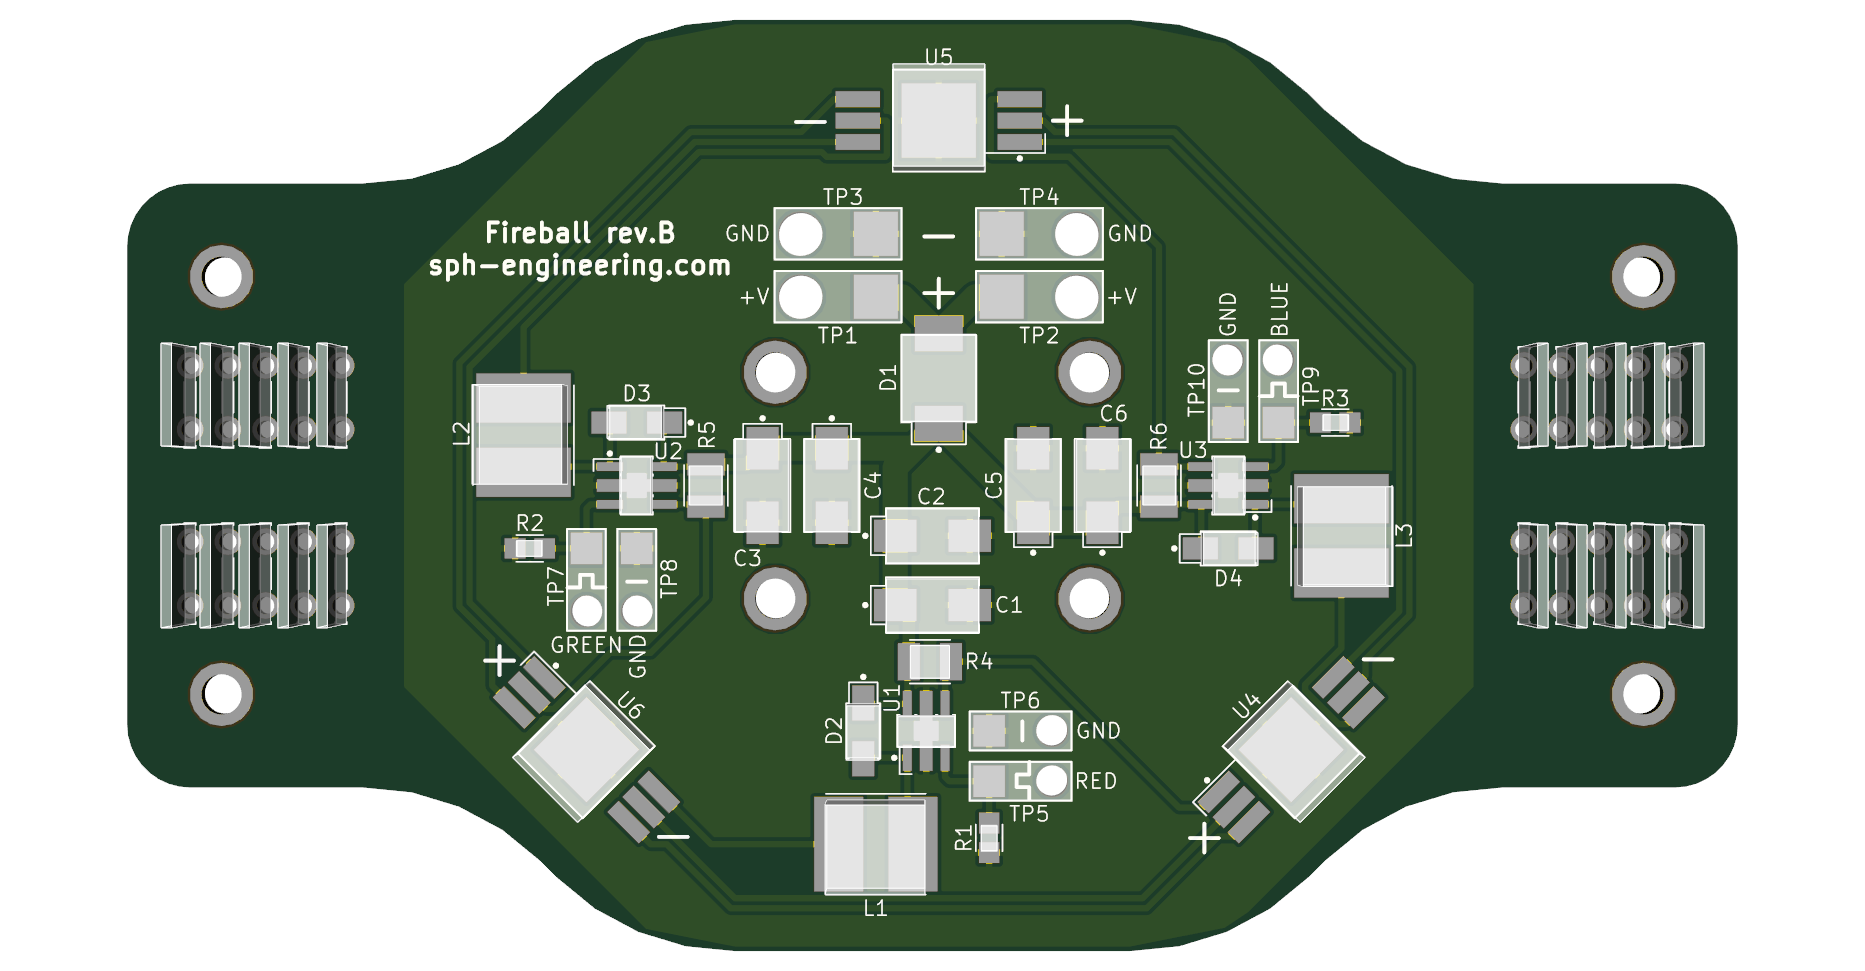 U5
− +
TP3 TP4
Fireball rev.B
GND − GND
sph-engineering.com
+V + +V
TP1 TP2
GND BLUE
D1
TP10 − TP9
D3 R3
C6
L2 U2 R5 R6 U3
C4 C5
C2
R2 L3
C3
TP7 − TP8 D4
C1
GREEN GND
+ R4 −
U6 U1 TP6 U4
D2 − GND
RED
TP5
− R1 +
L1